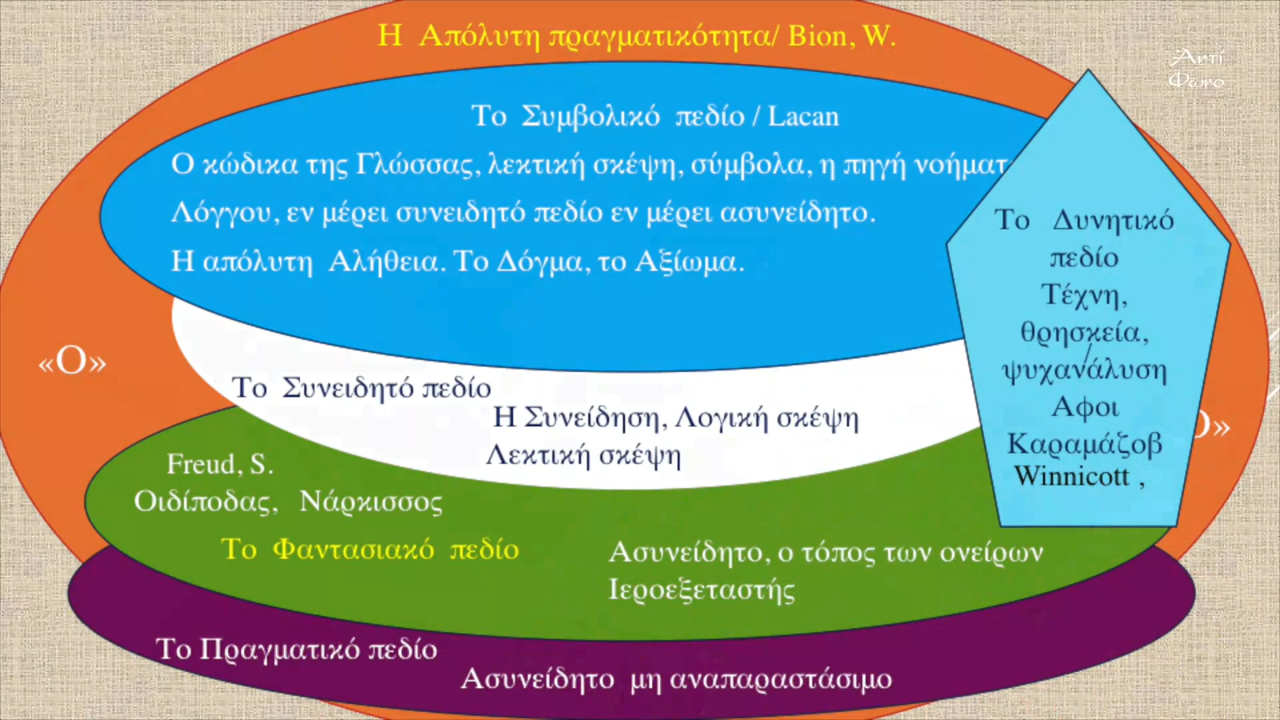 Η Απόλυτη πραγματικότητα/ Bion, W.
Αντί
Φωνο
Το Συμβολικό πεδίο / Lacan
Ο κώδικα της Γλώσσας, λεκτική σκέψη, σύμβολα, η πηγή νοήματ
Λόγγου, εν μέρει συνειδητό πεδίο εν μέρει ασυνείδητο.
Η απόλυτη Αλήθεια. Το Δόγμα, το Αξίωμα.
Το Δυνητικό
πεδίο
Τέχνη,
θρησκεία,
ψυχανάλυση
Αφοι
Καραμάζοβ
Winnicott ,
«Ο»
Ο»
Το Συνειδητό πεδίο
Η Συνείδηση, Λογική σκέψη
Λεκτική σκέψη
Freud, S.
Οιδίποδας, Νάρκισσος
Το Φαντασιακό πεδίο
Ασυνείδητο, ο τόπος των ονείρων
Ιεροεξεταστής
Το Πραγματικό πεδίο
Ασυνείδητο μη αναπαραστάσιμο